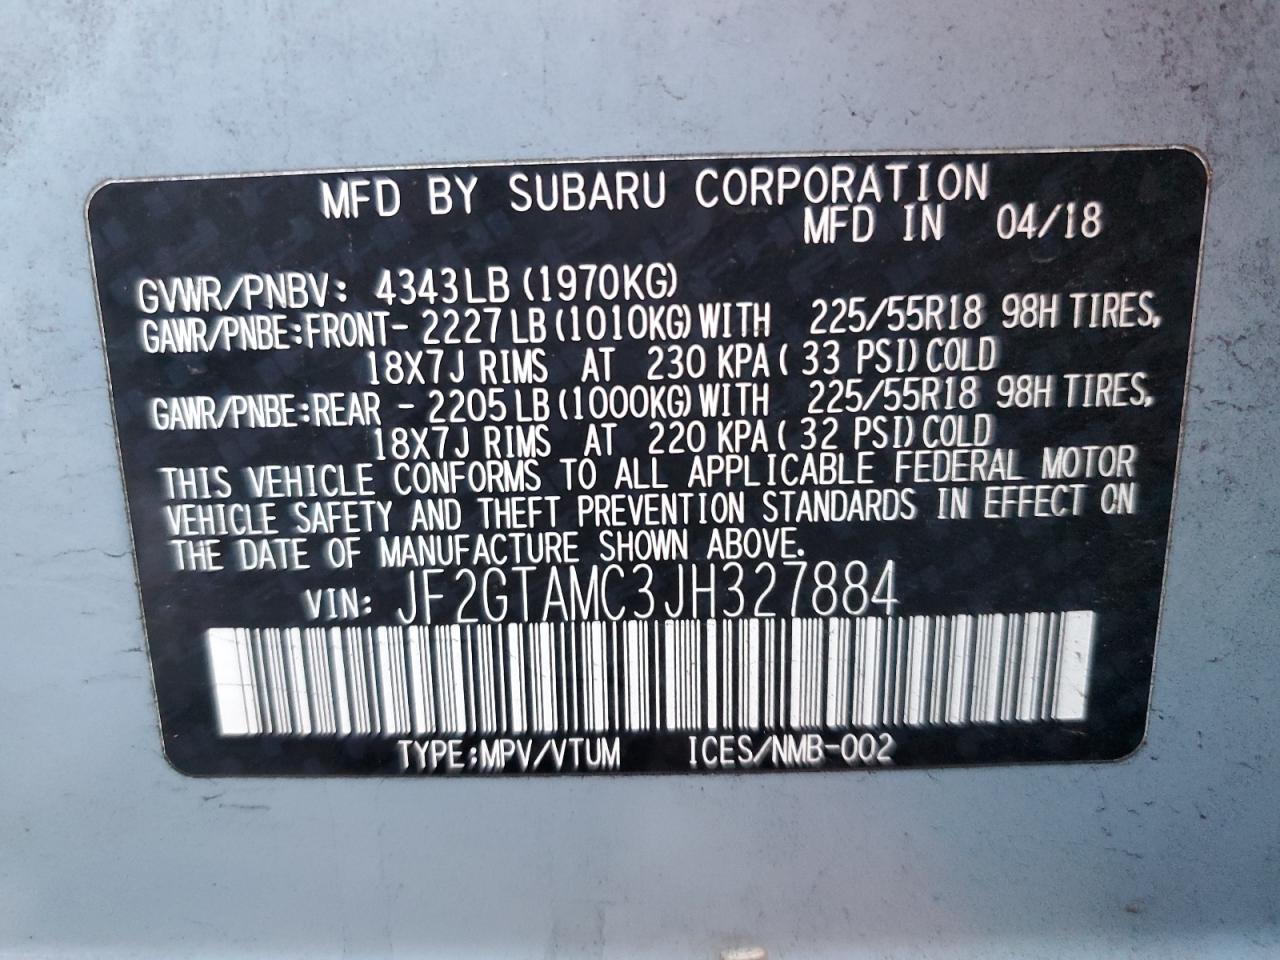 MFD BY SUBARU CORPORATION
MFD IN 04/18
GVWR/PNBV: 4343LB (1970KG)
GAWR/PNBE:FRONT- 2227LB (1010KG) WITH 225/55R18 98H TIRES,
18X7J RIMS AT 230 KPA ( 33 PSI) COLD
GAWR/PNBE:REAR - 2205LB (1000KG) WITH 225/55R18 98H TIRES,
18X7J RIMS AT 220 KPA ( 32 PSI) COLD
THIS VEHICLE CONFORMS TO ALL APPLICABLE FEDERAL MOTOR
VEHICLE SAFETY AND THEFT PREVENTION STANDARDS IN EFFECT ON
THE DATE OF MANUFACTURE SHOWN ABOVE.
VIN: JF2GTAMC3JH327884
TYPE:MPV/VTUM ICES/NMB-002